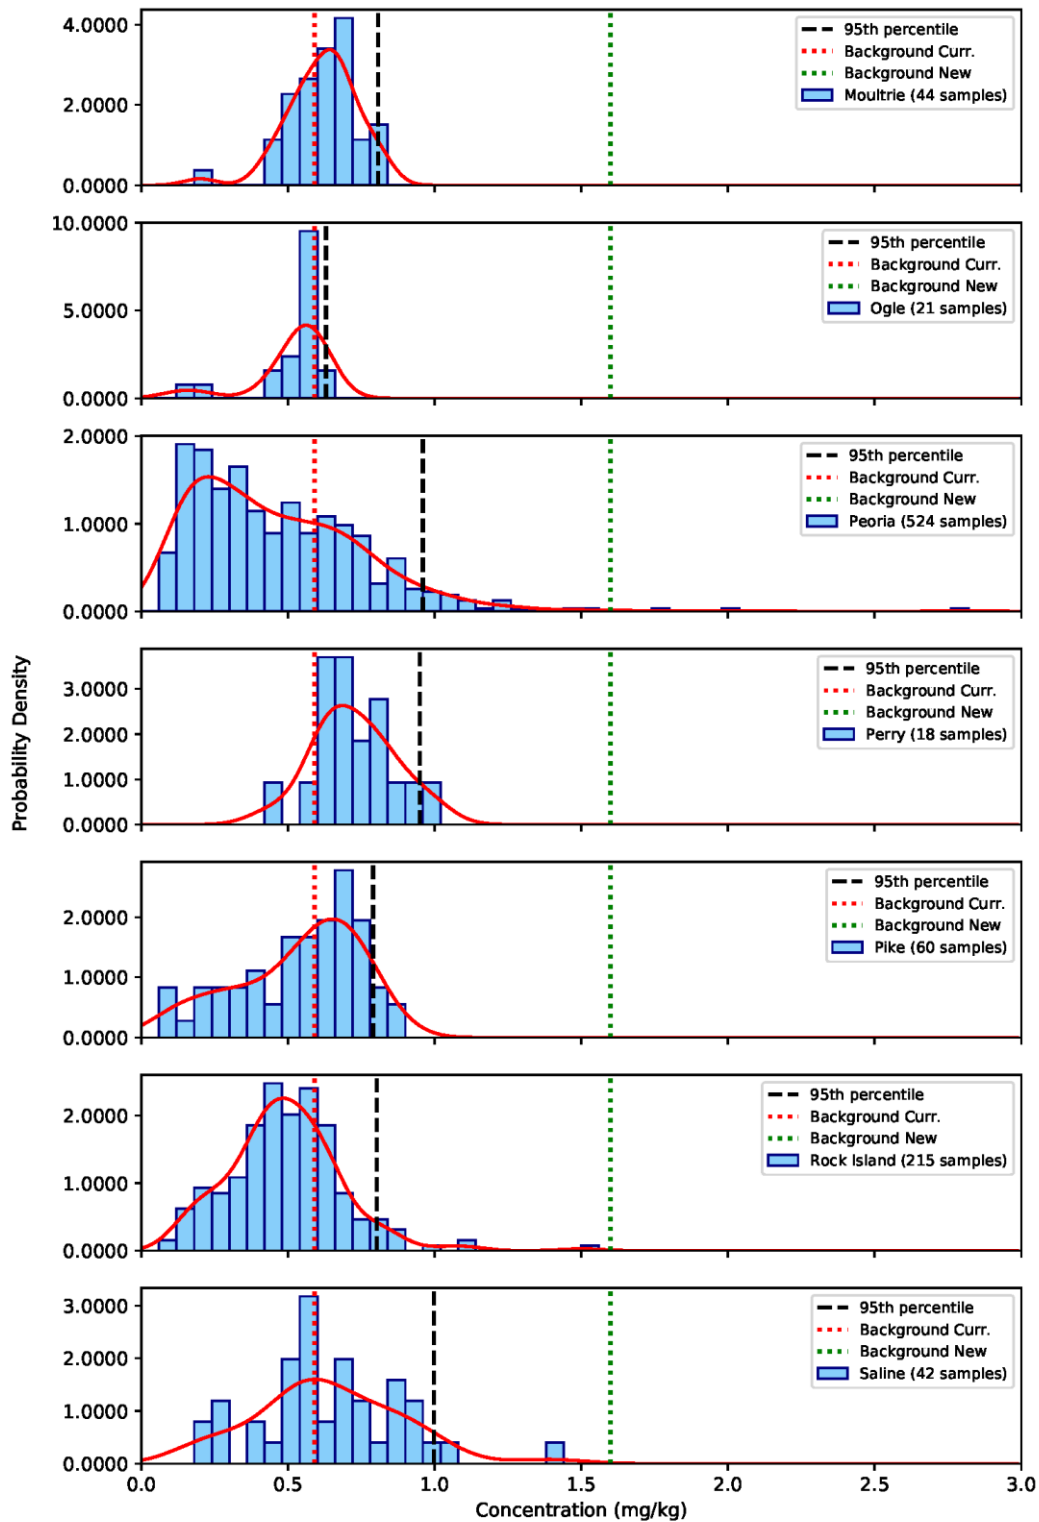 4.0000
2.0000
0.0000
95th percentile
Background Curr.
Background New
Moultrie (44 samples)
10.0000
5.0000
0.0000
95th percentile
Background Curr.
Background New
Ogle (21 samples)
2.0000
1.0000
0.0000
95th percentile
Background Curr.
Background New
Peoria (524 samples)
Probability Density
3.0000
2.0000
1.0000
0.0000
95th percentile
Background Curr.
Background New
Perry (18 samples)
2.0000
1.0000
0.0000
95th percentile
Background Curr.
Background New
Pike (60 samples)
2.0000
1.0000
0.0000
95th percentile
Background Curr.
Background New
Rock Island (215 samples)
3.0000
2.0000
1.0000
0.0000
95th percentile
Background Curr.
Background New
Saline (42 samples)
0.0 0.5 1.0 1.5 2.0 2.5 3.0
Concentration (mg/kg)